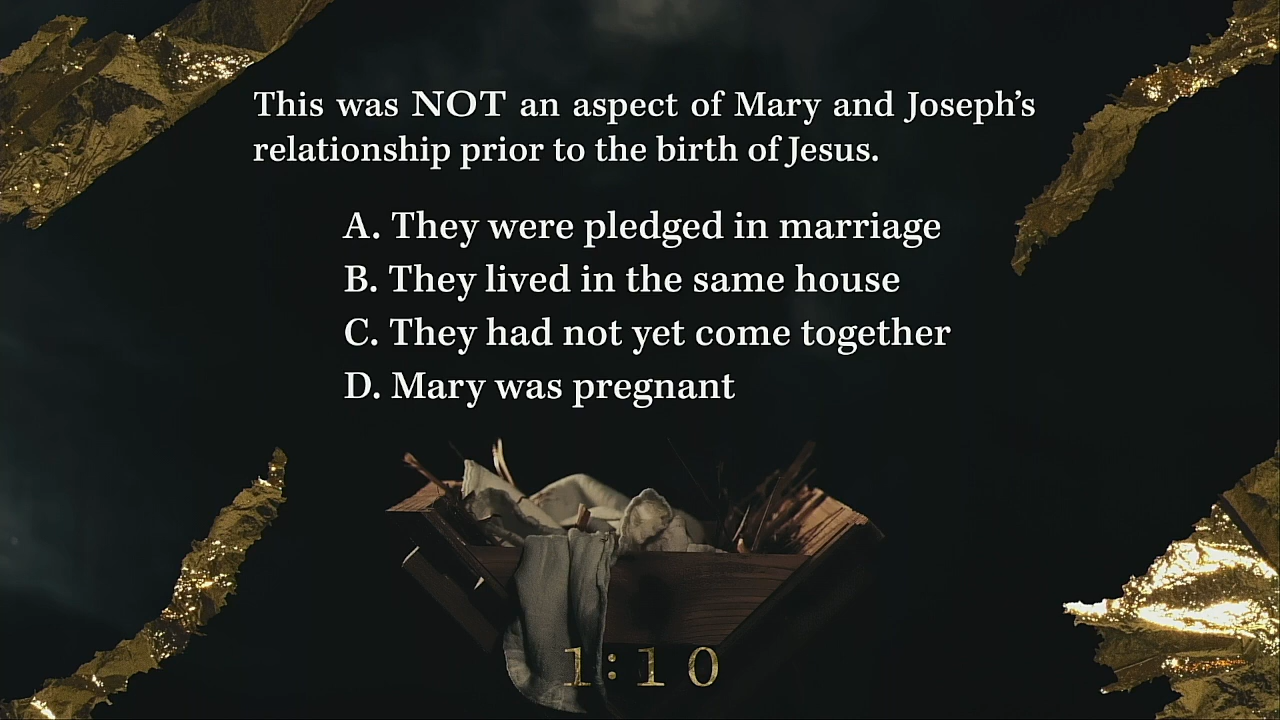 This was NOT an aspect of Mary and Joseph’s
relationship prior to the birth of Jesus.
A. They were pledged in marriage
B. They lived in the same house
C. They had not yet come together
D. Mary was pregnant
1:10